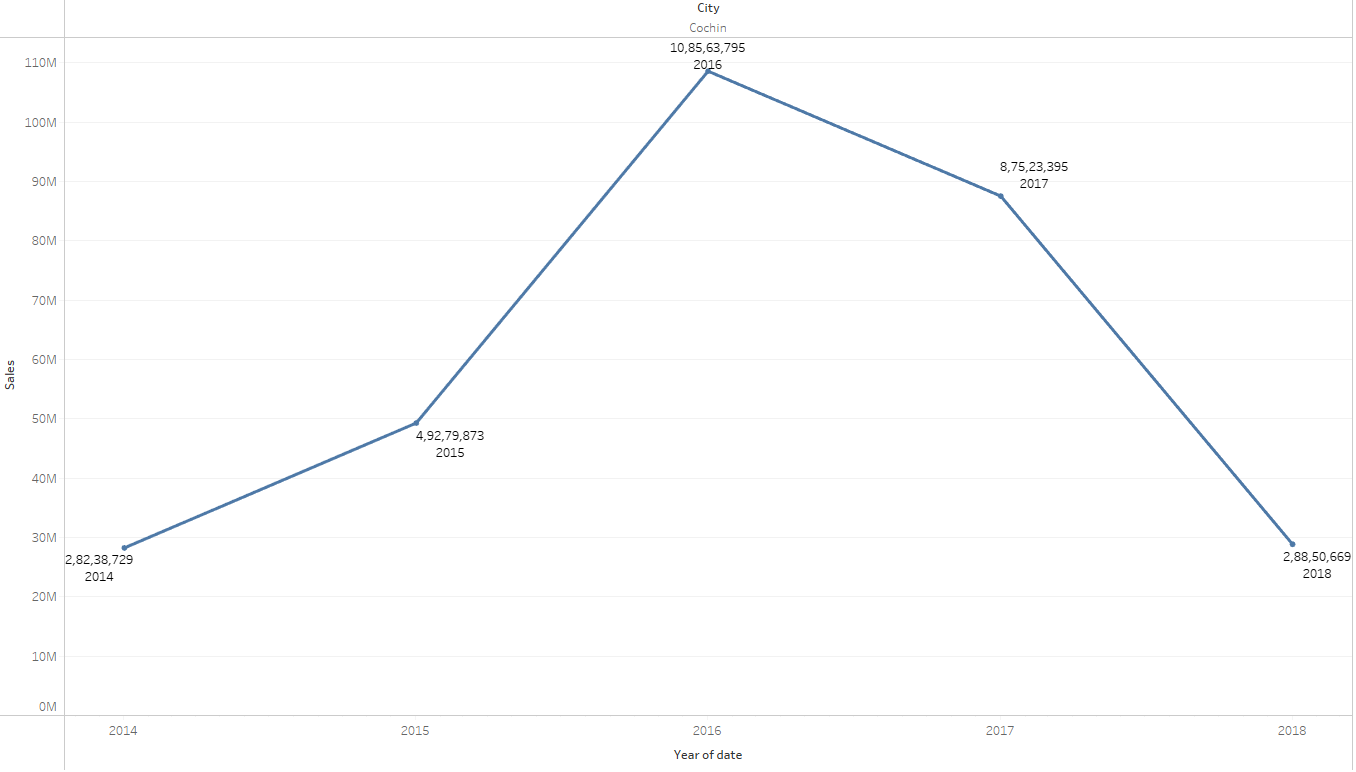 City
Cochin
110M
100M
90M
80M
70M
60M
50M
40M
30M
20M
10M
0M
Sales
10,85,63,795
2016
8,75,23,395
2017
4,92,79,873
2015
2,82,38,729
2014
2,88,50,669
2018
2014
2015
2016
2017
2018
Year of date